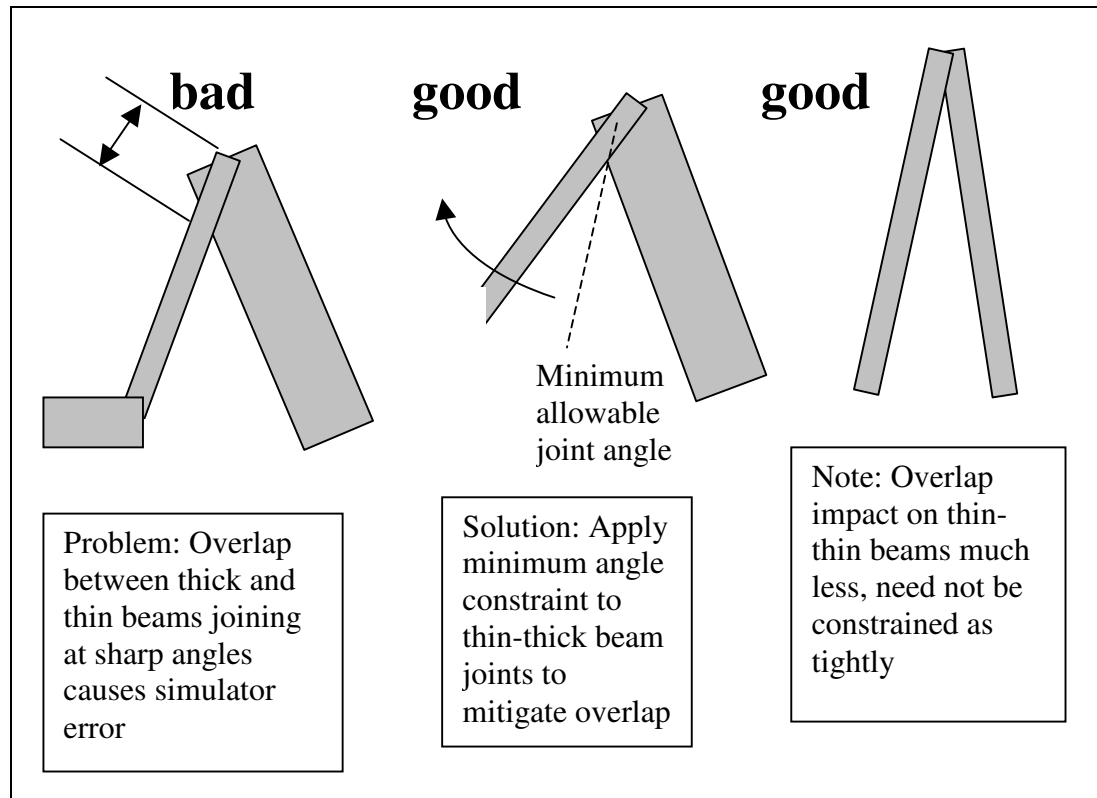 bad
good
good
Minimum
allowable
joint angle
Problem: Overlap
between thick and
thin beams joining
at sharp angles
causes simulator
error
Solution: Apply
minimum angle
constraint to
thin-thick beam
joints to
mitigate overlap
Note: Overlap
impact on thin-
thin beams much
less, need not be
constrained as
tightly